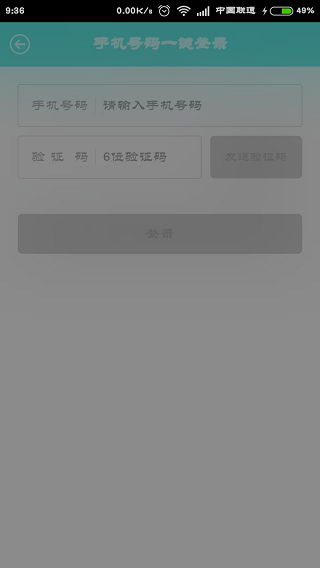 9:36 0.00K/s 中国联通 49%
手机号码一键登录
手机号码 请输入手机号码
验证码 6位验证码 发送验证码
登录